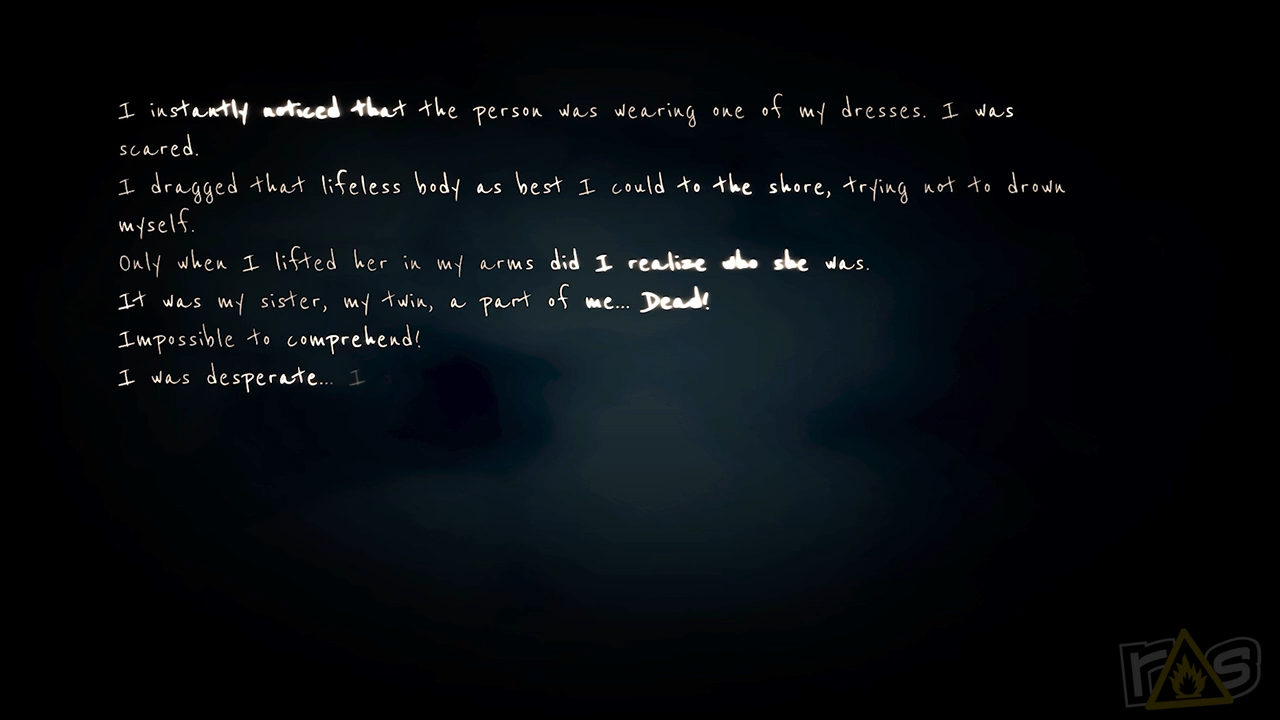 I instantly noticed that the person was wearing one of my dresses. I was
scared.
I dragged that lifeless body as best I could to the shore, trying not to drown
myself.
Only when I lifted her in my arms did I realize who she was.
It was my sister, my twin, a part of me... Dead!
Impossible to comprehend!
I was desperate... I
ras